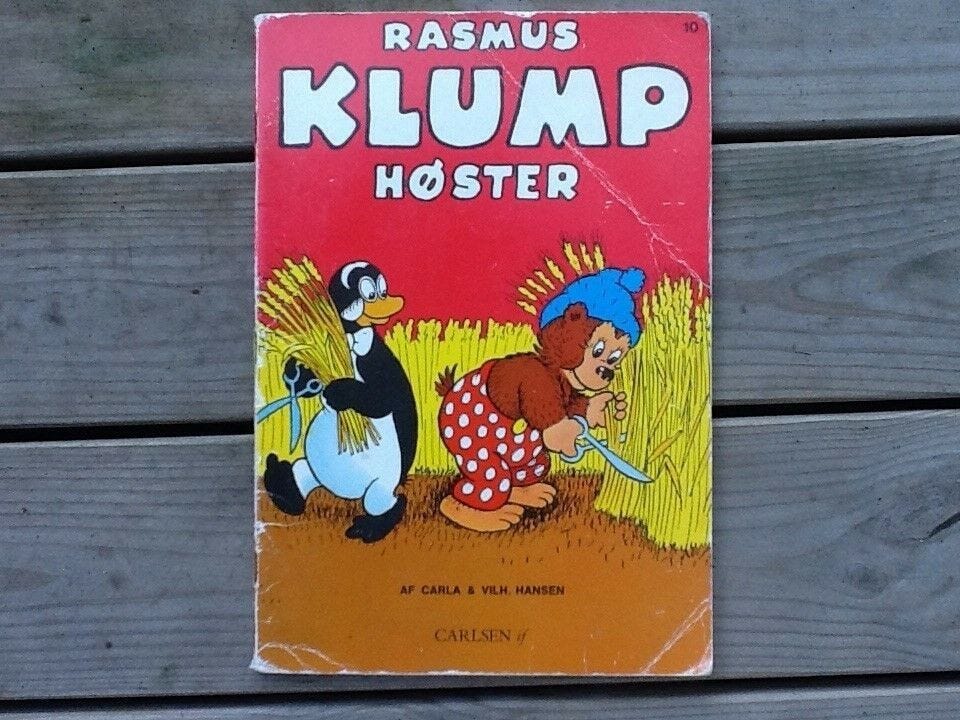 10
RASMUS
KLUMP
HØSTER
AF CARLA & VILH. HANSEN
CARLSEN if